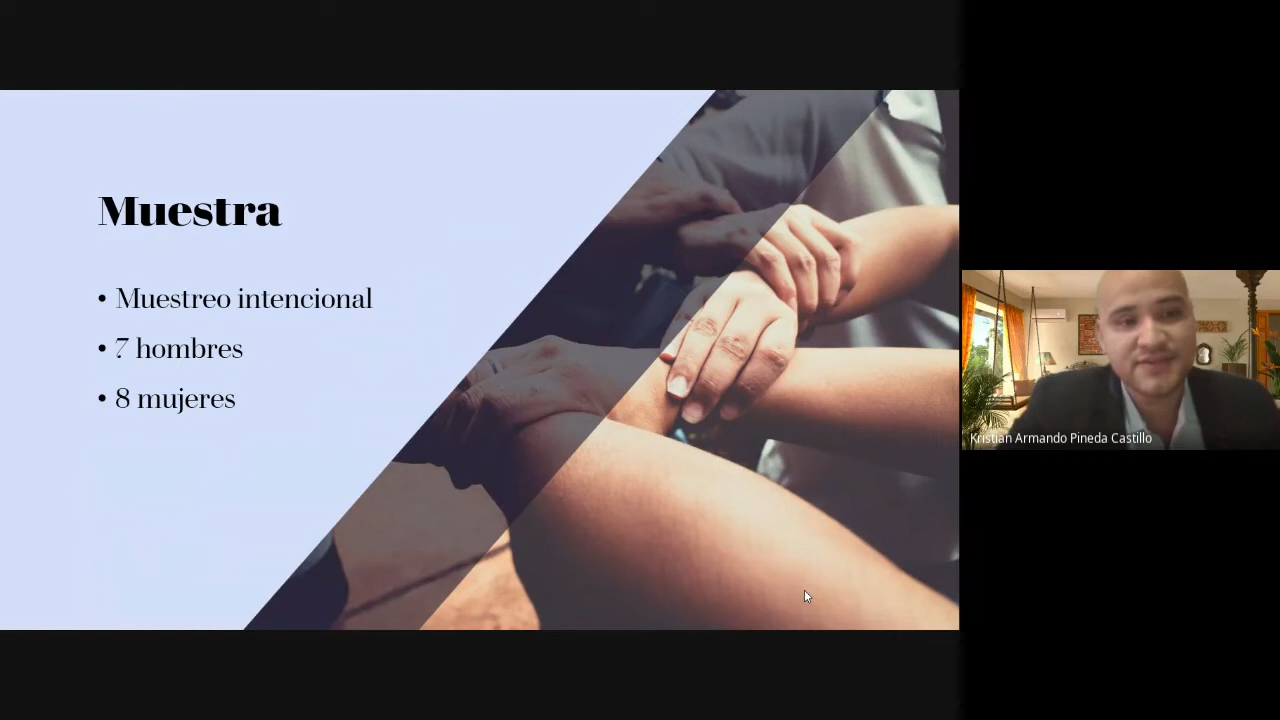 Muestra
• Muestreo intencional
• 7 hombres
• 8 mujeres
Kristian Armando Pineda Castillo